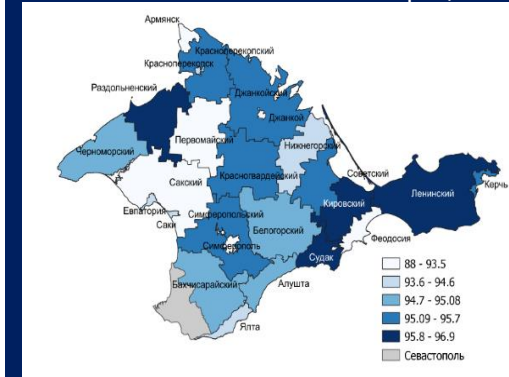 Армянск
Красноперекопский
Красноперекопск
Раздольненский
Джанкойский
Джанкой
Черноморский
Первомайский
Нижнегорский
Советский
Сакский
Красногвардейский
Ленинский
Керчь
Кировский
Евпатория
Саки
Симферопольский
Белогорский
Симферополь
Феодосия
Судак
Бахчисарайский
Алушта
Ялта
88 - 93.5
93.6 - 94.6
94.7 - 95.08
95.09 - 95.7
95.8 - 96.9
Севастополь